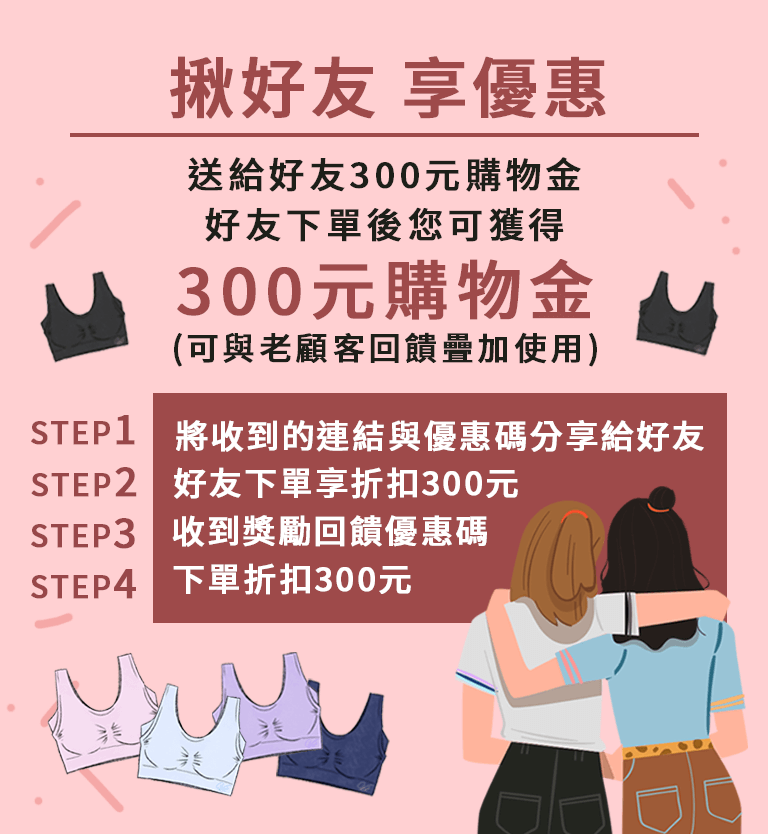 揪好友 享優惠
送給好友300元購物金
好友下單後您可獲得
300元購物金
(可與老顧客回饋疊加使用)
STEP1 將收到的連結與優惠碼分享給好友
STEP2 好友下單享折扣300元
STEP3 收到獎勵回饋優惠碼
STEP4 下單折扣300元